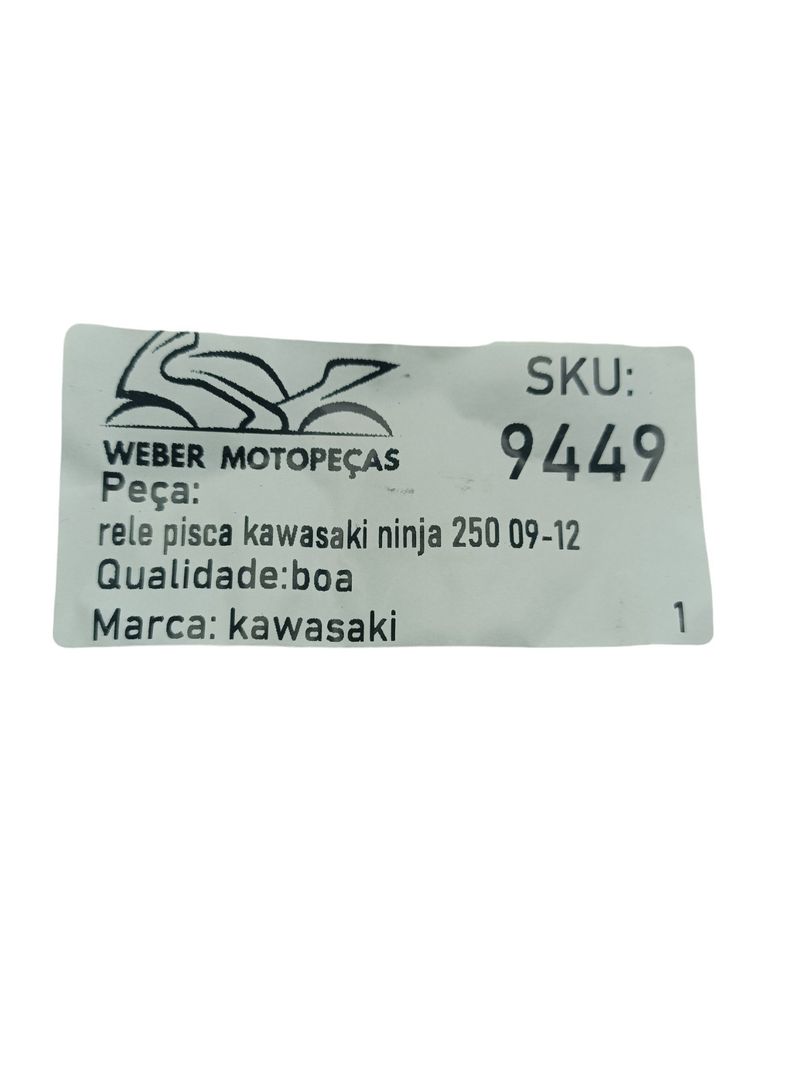 WEBER MOTOPEÇAS
SKU:
9449
Peça:
rele pisca kawasaki ninja 250 09-12
Qualidade:boa
Marca: kawasaki
1